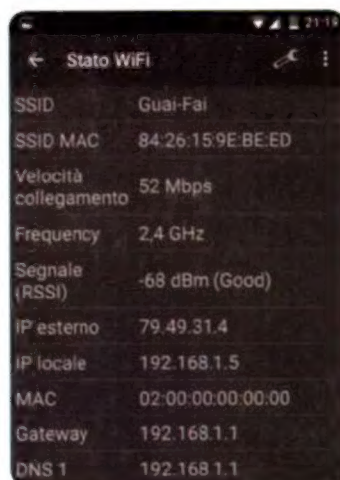 21:19
Stato WiFi
SSID Guai-Fai
SSID MAC 84:26:15:9E:BE:ED
Velocità
collegamento 52 Mbps
Frequency 2,4 GHz
Segnale
(RSSI) -68 dBm (Good)
IP esterno 79.49.31.4
IP locale 192.168.1.5
MAC 02:00:00:00:00:00
Gateway 192.168.1.1
DNS 1 192.168.1.1